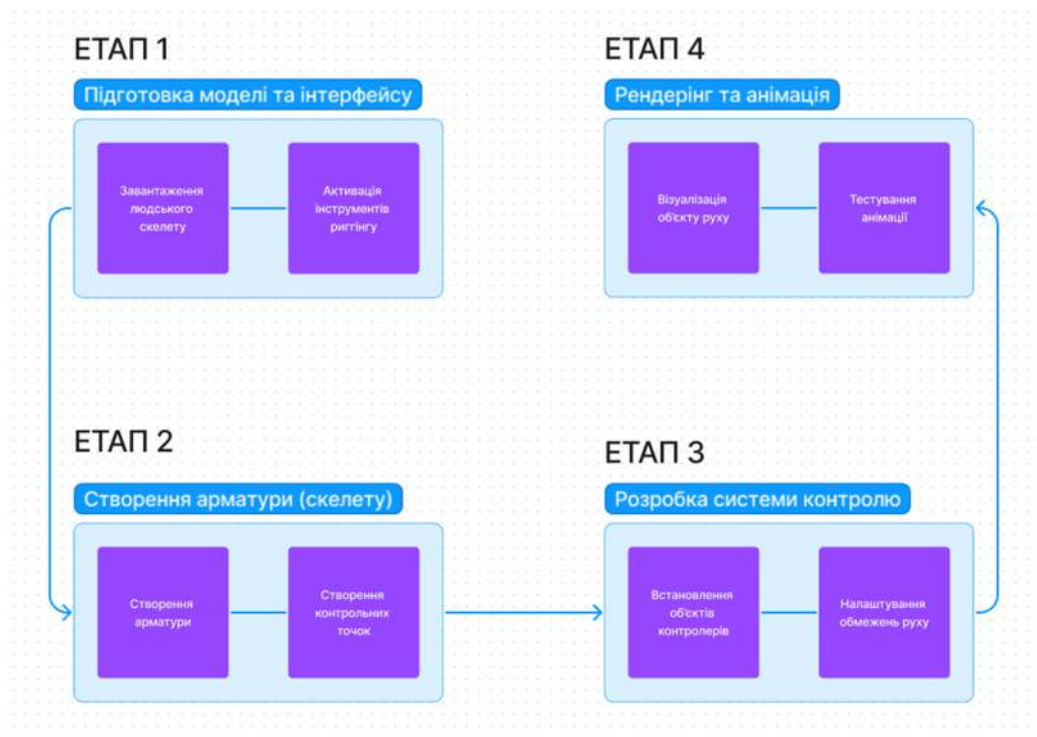 ЕТАП 1
Підготовка моделі та інтерфейсу
Завантаження
людського
скелету
Активація
інструментів
риггінгу
ЕТАП 4
Рендерінг та анімація
Візуалізація
об'єкту руху
Тестування
анімації
ЕТАП 2
Створення арматури (скелету)
Створення
арматури
Створення
контрольних
точок
ЕТАП 3
Розробка системи контролю
Встановлення
об'єктів
контролерів
Налаштування
обмежень руху